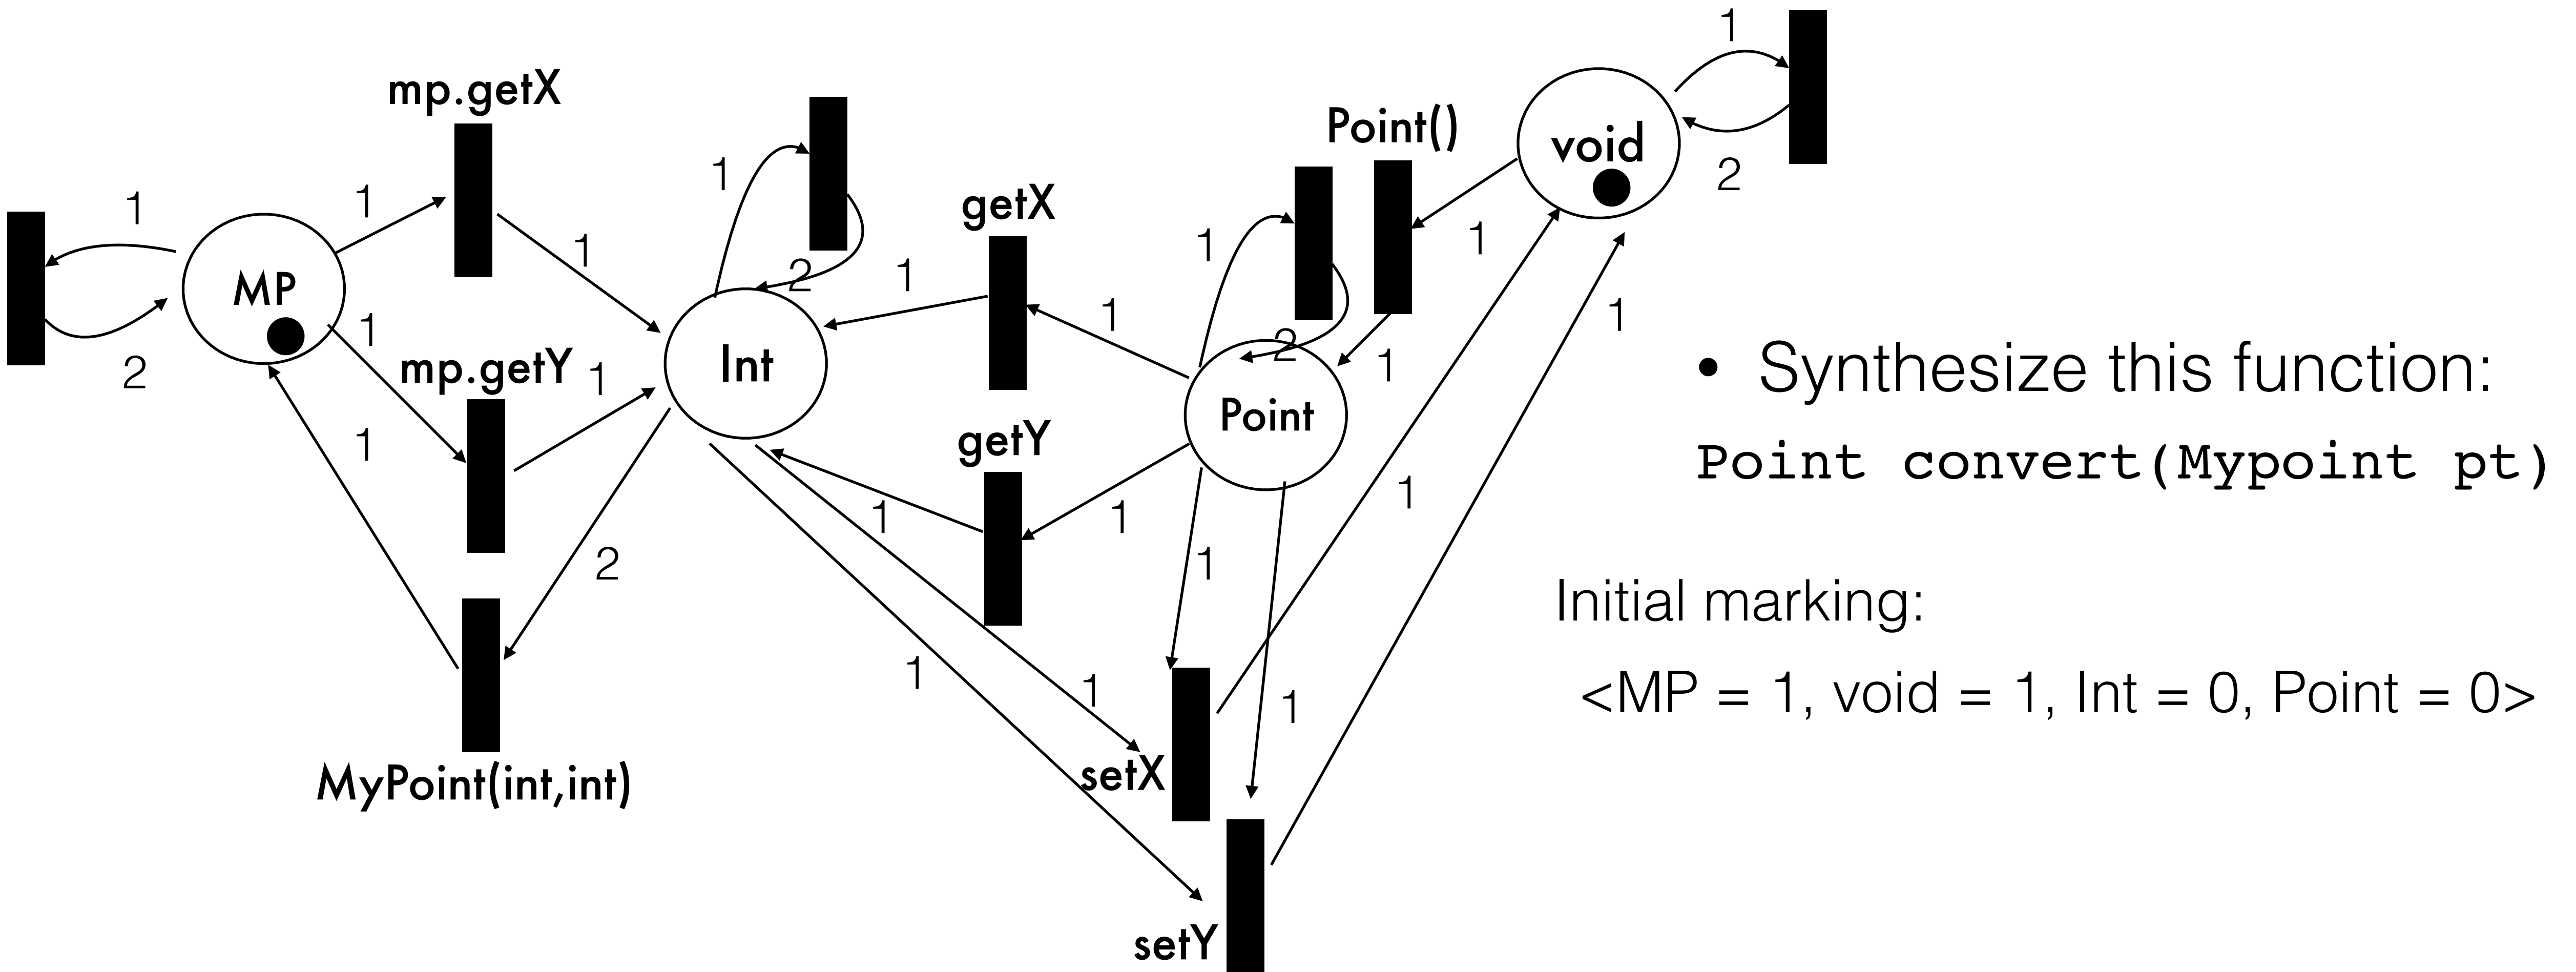 1
mp.getX
Point()
void
1
1
1
1
getX
2
1
1
2
1
1
1
1
MP
1
1
2
1
Int
2
mp.getY
1
Point
1
getY
1
1
1
1
2
1
1
1
1
MyPoint(int,int)
setX
setY
• Synthesize this function:
Point convert(Mypoint pt)
Initial marking:
<MP = 1, void = 1, Int = 0, Point = 0>